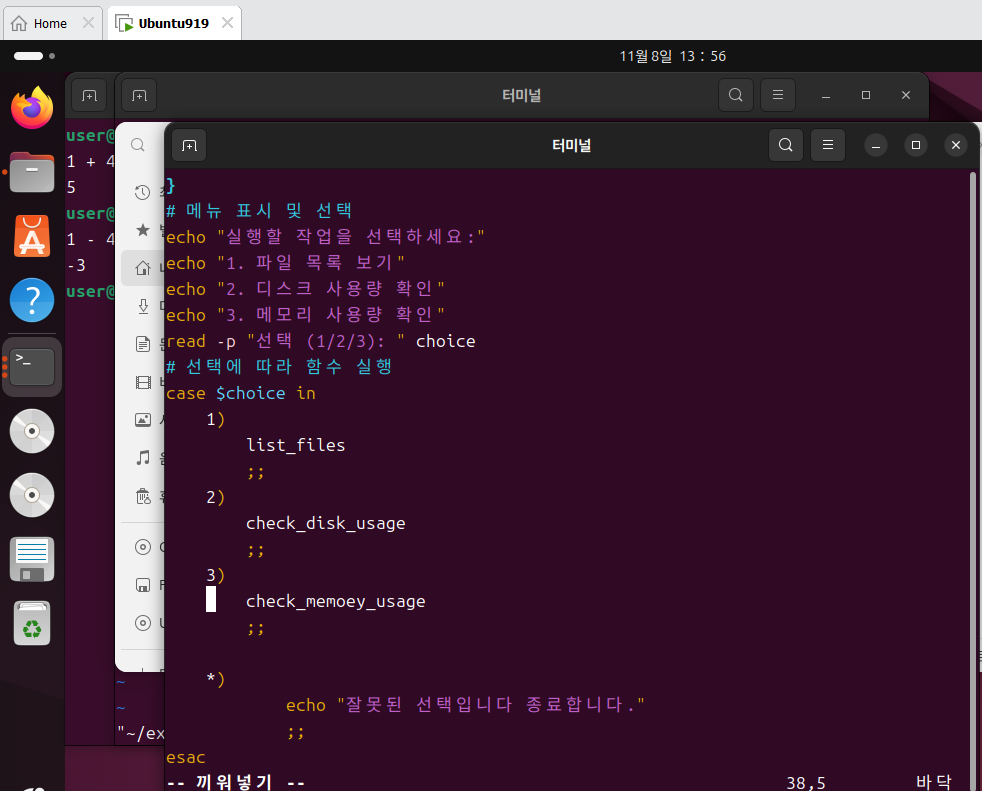 Home
Ubuntu919
11월 8일 13 : 56
터미널
user@
1 + 4
5
user@
1 - 4
-3
user@
터미널
}
# 메뉴 표시 및 선택
echo "실행할 작업을 선택하세요:"
echo "1. 파일 목록 보기"
echo "2. 디스크 사용량 확인"
echo "3. 메모리 사용량 확인"
read -p "선택 (1/2/3): " choice
# 선택에 따라 함수 실행
case $choice in
1)
list_files
;;
2)
check_disk_usage
;;
3)
check_memoey_usage
;;
*)
echo "잘못된 선택입니다 종료합니다."
;;
esac
-- 끼워넣기 --
38,5
바닥
~
~
"~/ex